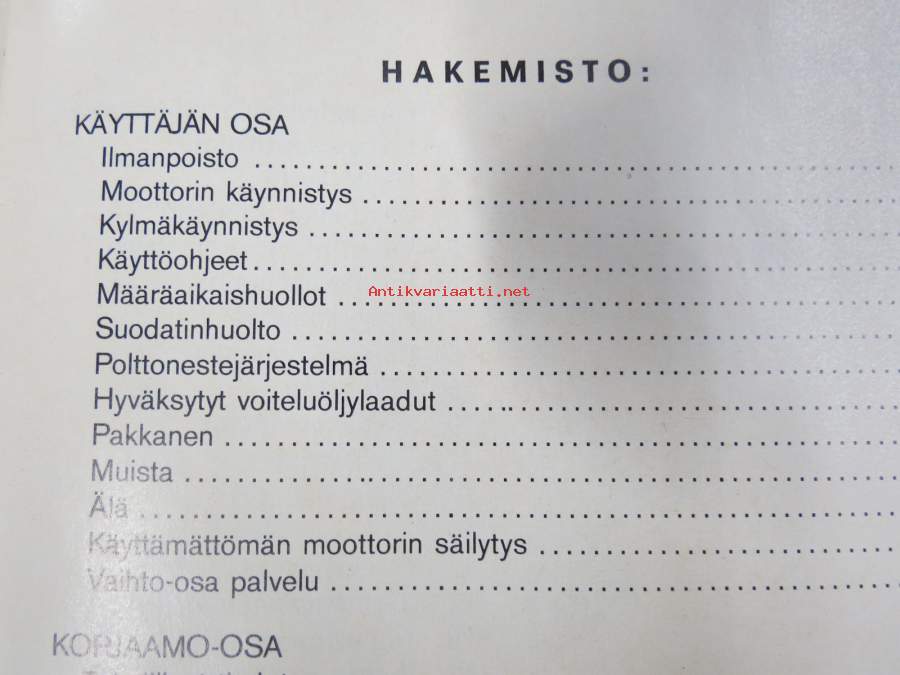 HAKEMISTO:
KÄYTTÄJÄN OSA
Ilmanpoisto ..........
Moottorin käynnistys ..........
Kylmäkäynnistys ..........
Käyttöohjeet ..........
Määräaikaishuollot ..........
Antikvariaatti.net
Suodatinhuolto ..........
Polttonestejärjestelmä ..........
Hyväksytyt voiteluöljylaadut ..........
Pakkanen ..........
Muista ..........
Älä ..........
Käyttämättömän moottorin säilytys ..........
Vaihto-osa palvelu ..........
KORJAAMO-OSA